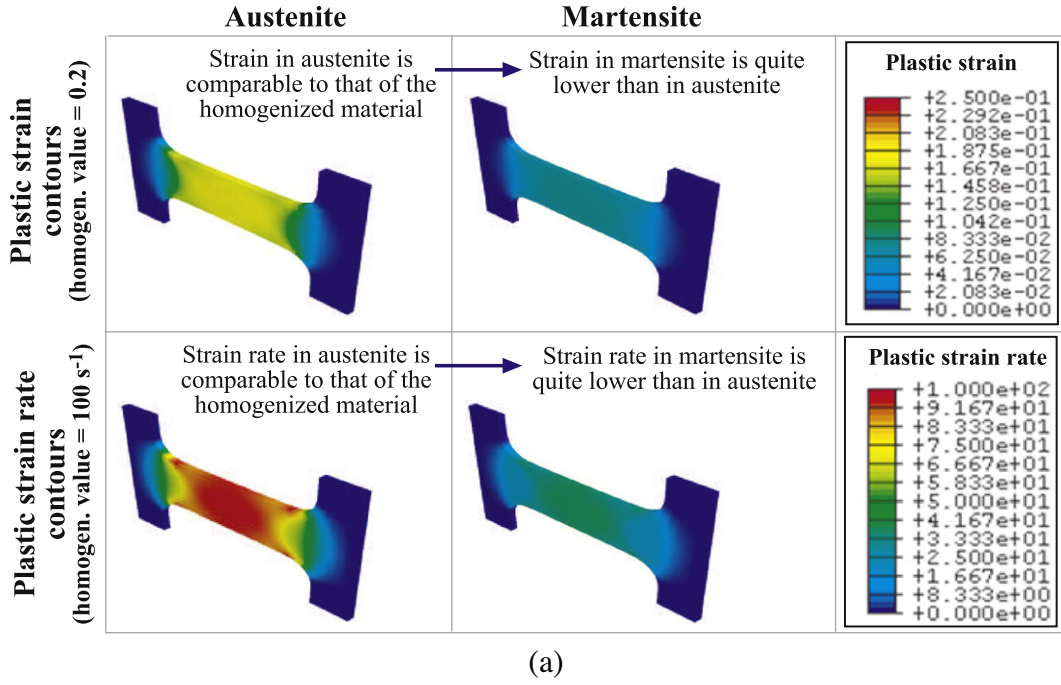 Austenite
Martensite
Plastic strain
contours
(homogen. value = 0.2)
Strain in austenite is
comparable to that of the
homogenized material
Strain in martensite is quite
lower than in austenite
Plastic strain
+2.500e-01
+2.292e-01
+2.083e-01
+1.875e-01
+1.667e-01
+1.458e-01
+1.250e-01
+1.042e-01
+8.333e-02
+6.250e-02
+4.167e-02
+2.083e-02
+0.000e+00
Plastic strain rate
contours
(homogen. value = 100 s-1)
Strain rate in austenite is
comparable to that of the
homogenized material
Strain rate in martensite is
quite lower than in austenite
Plastic strain rate
+1.000e+02
+9.167e+01
+8.333e+01
+7.500e+01
+6.667e+01
+5.833e+01
+5.000e+01
+4.167e+01
+3.333e+01
+2.500e+01
+1.667e+01
+8.333e+00
+0.000e+00
(a)